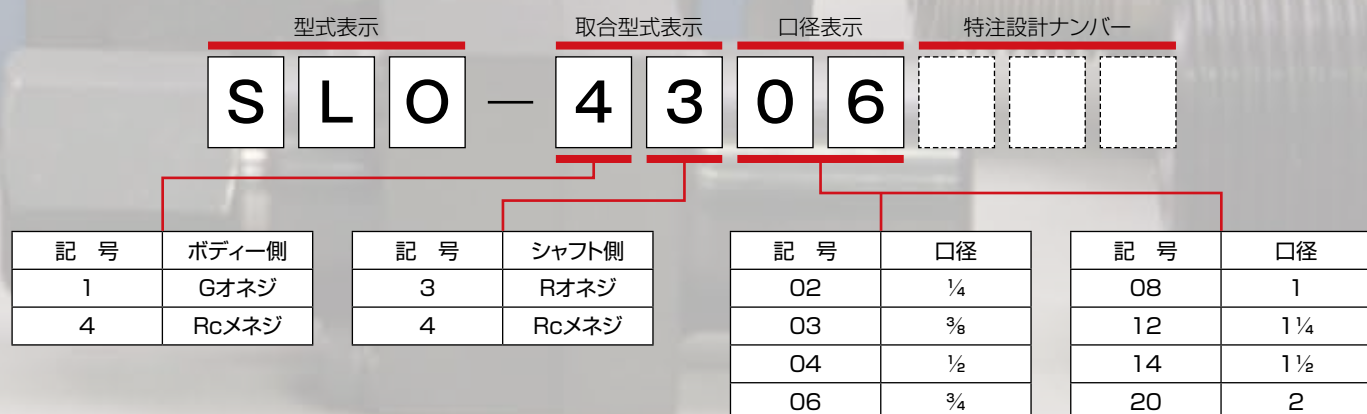 型式表示 取合型式表示 口径表示 特注設計ナンバー
SLO－4306
記号 ボディー側
1 Gオネジ
4 Rcメネジ
記号 シャフト側
3 Rオネジ
4 Rcメネジ
記号 口径
02 ¼
03 ⅜
04 ½
06 ¾
記号 口径
08 1
12 1¼
14 1½
20 2